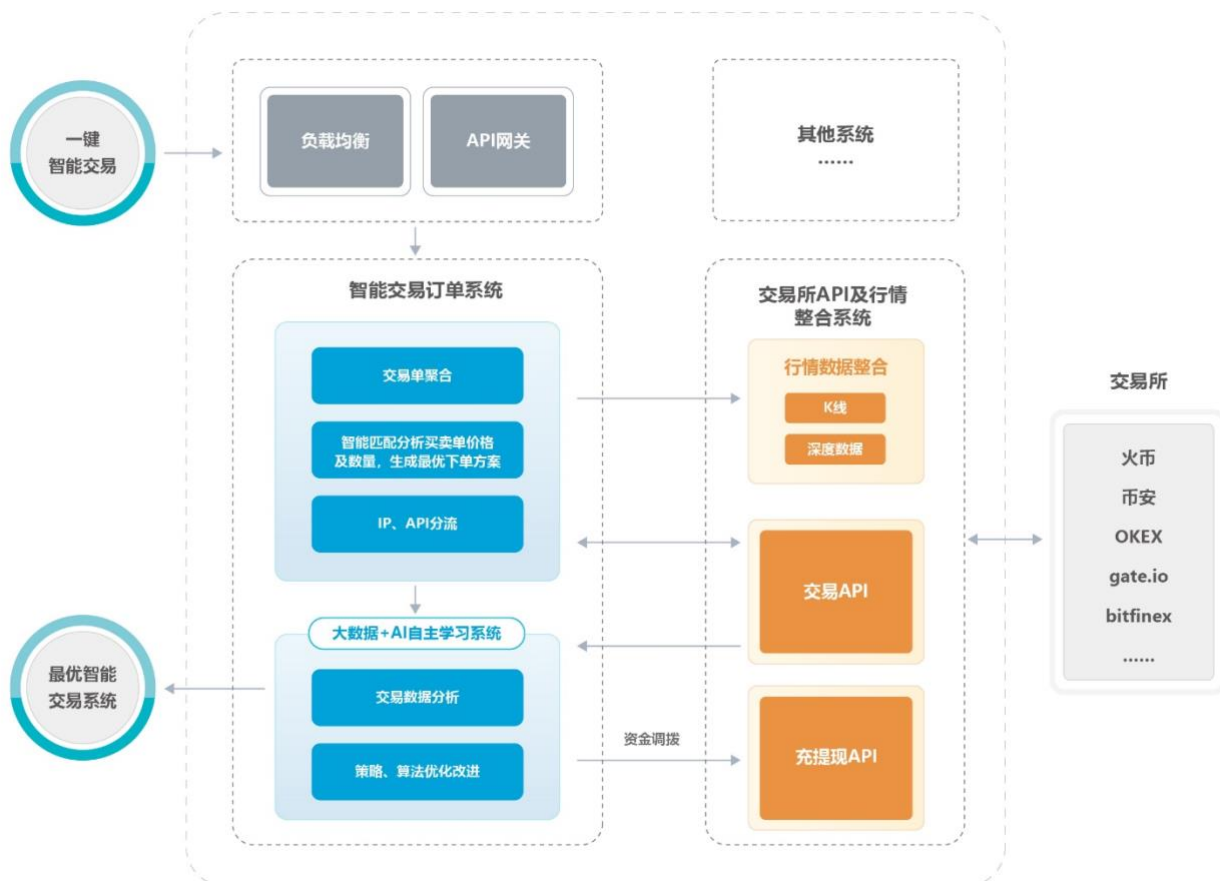 一键
智能交易
负载均衡
API网关
其他系统
......
智能交易订单系统
交易单聚合
智能匹配分析买卖单价格
及数量，生成最优下单方案
IP、API分流
大数据+AI自主学习系统
交易数据分析
策略、算法优化改进
最优智能
交易系统
资金调拨
交易所API及行情
整合系统
行情数据整合
K线
深度数据
交易API
充提现API
交易所
火币
币安
OKEX
gate.io
bitfinex
......